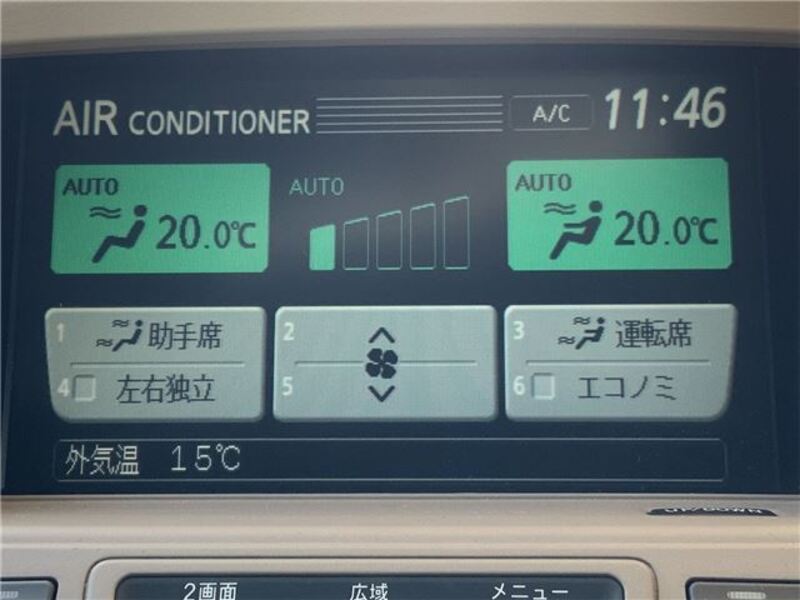 AIR CONDITIONER A/C 11:46
AUTO AUTO AUTO
20.0℃ 20.0℃
1 助手席 2 3 運転席
4 左右独立 5 6 エコノミ
外気温 15℃
UP/DOWN
2画面 広域 メニュー